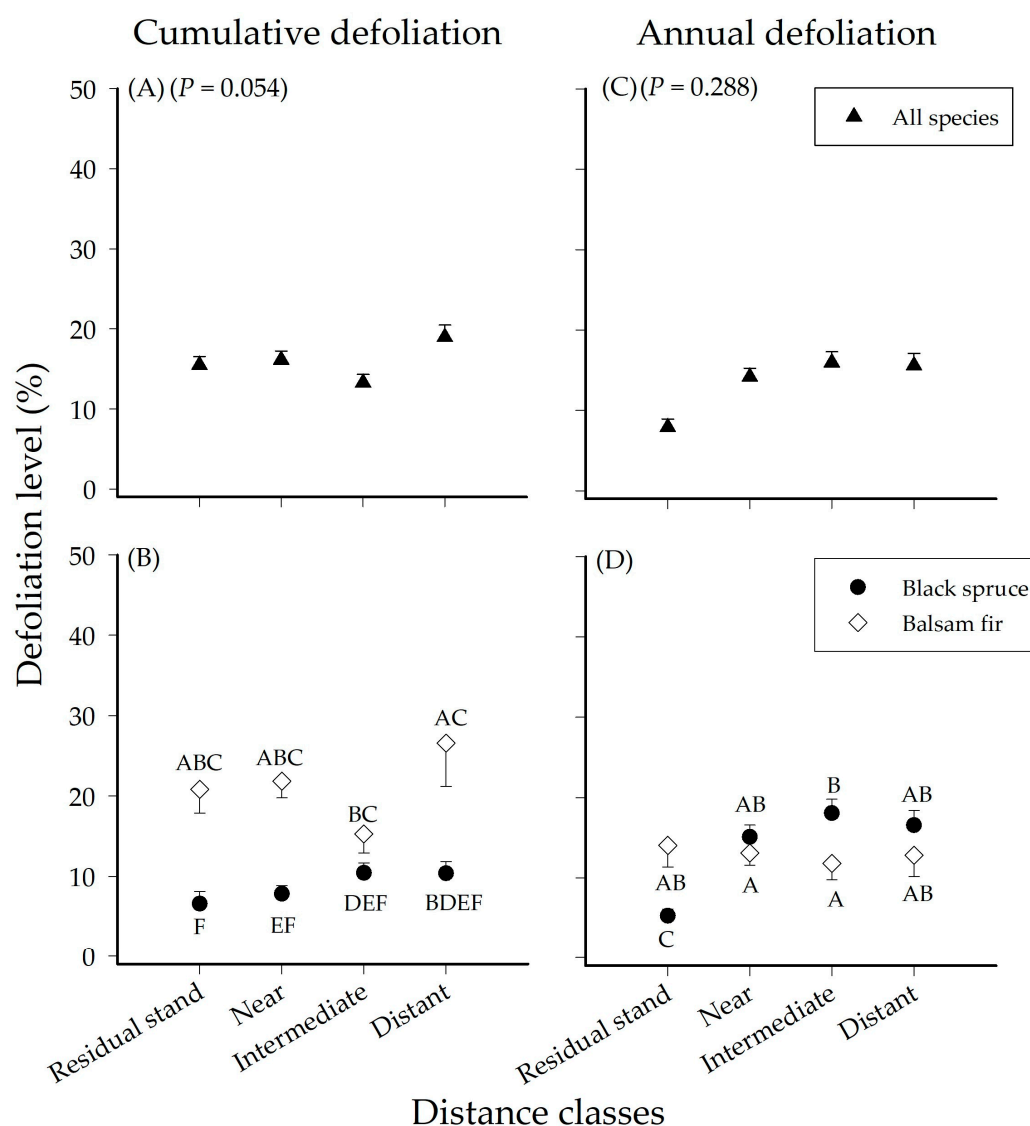 Cumulative defoliation
Annual defoliation
Defoliation level (%)
(A) (P = 0.054)
50
40
30
20
10
0
(C) (P = 0.288)
All species
(B)
50
40
30
20
10
0
ABC
ABC
BC
AC
F
EF
DEF
BDEF
Residual stand
Near
Intermediate
Distant
(D)
Black spruce
Balsam fir
AB
B
AB
AB
A
A
AB
C
Residual stand
Near
Intermediate
Distant
Distance classes